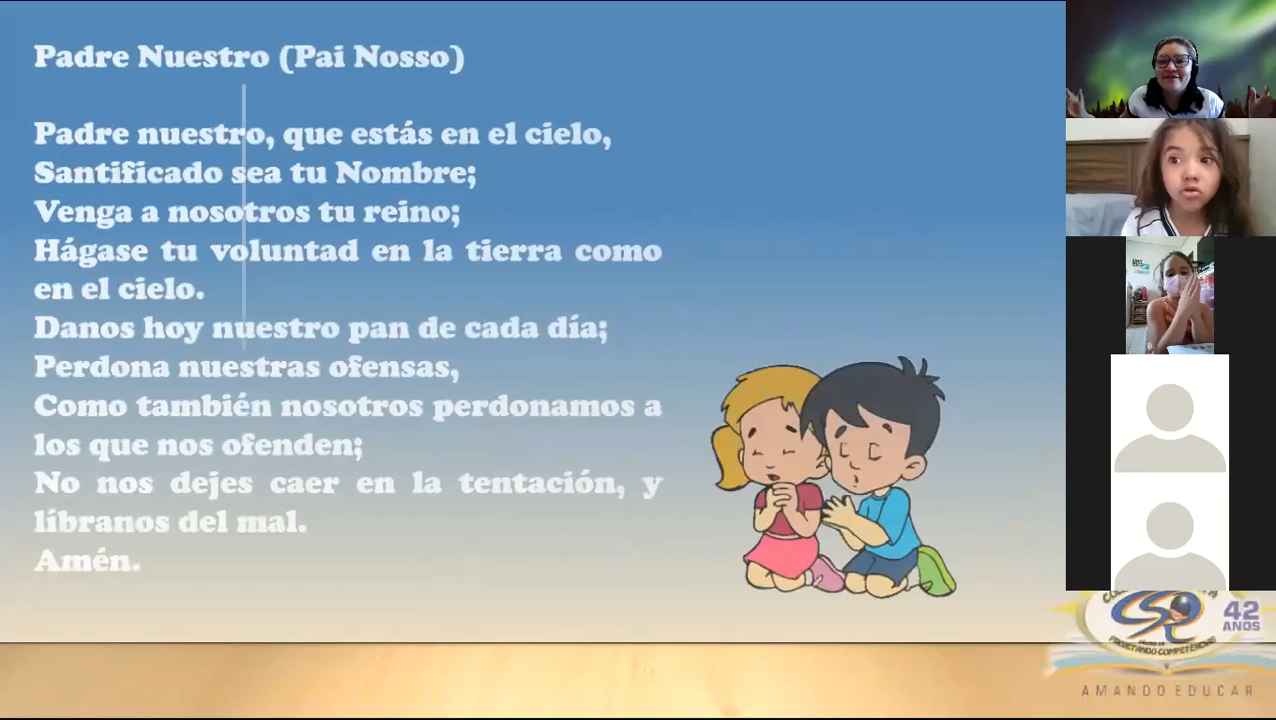 Padre Nuestro (Pai Nosso)
Padre nuestro, que estás en el cielo,
Santificado sea tu Nombre;
Venga a nosotros tu reino;
Hágase tu voluntad en la tierra como
en el cielo.
Danos hoy nuestro pan de cada día;
Perdona nuestras ofensas,
Como también nosotros perdonamos a
los que nos ofenden;
No nos dejes caer en la tentación, y
líbranos del mal.
Amén.
42
ANOS
PROJETANDO COMPETÊNCIAS
AMANDO EDUCAR